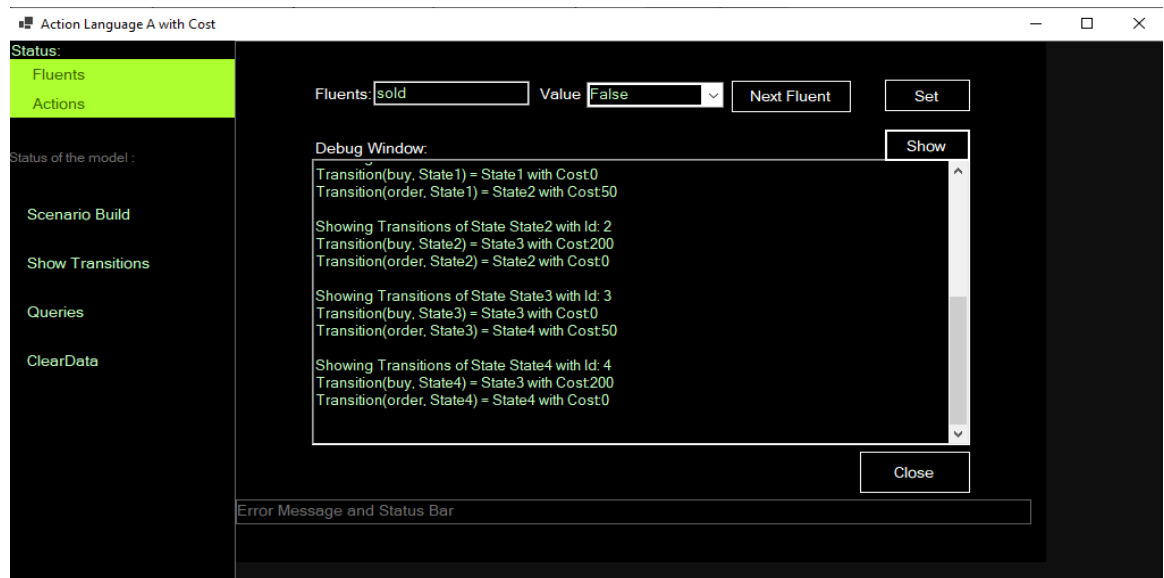 Action Language A with Cost
Status:
Fluents
Actions
Status of the model :
Scenario Build
Show Transitions
Queries
ClearData
Fluents: sold Value False Next Fluent Set
Debug Window: Show
Transition(buy, State1) = State1 with Cost:0
Transition(order, State1) = State2 with Cost:50
Showing Transitions of State State2 with Id: 2
Transition(buy, State2) = State3 with Cost:200
Transition(order, State2) = State2 with Cost:0
Showing Transitions of State State3 with Id: 3
Transition(buy, State3) = State3 with Cost:0
Transition(order, State3) = State4 with Cost:50
Showing Transitions of State State4 with Id: 4
Transition(buy, State4) = State3 with Cost:200
Transition(order, State4) = State4 with Cost:0
Close
Error Message and Status Bar